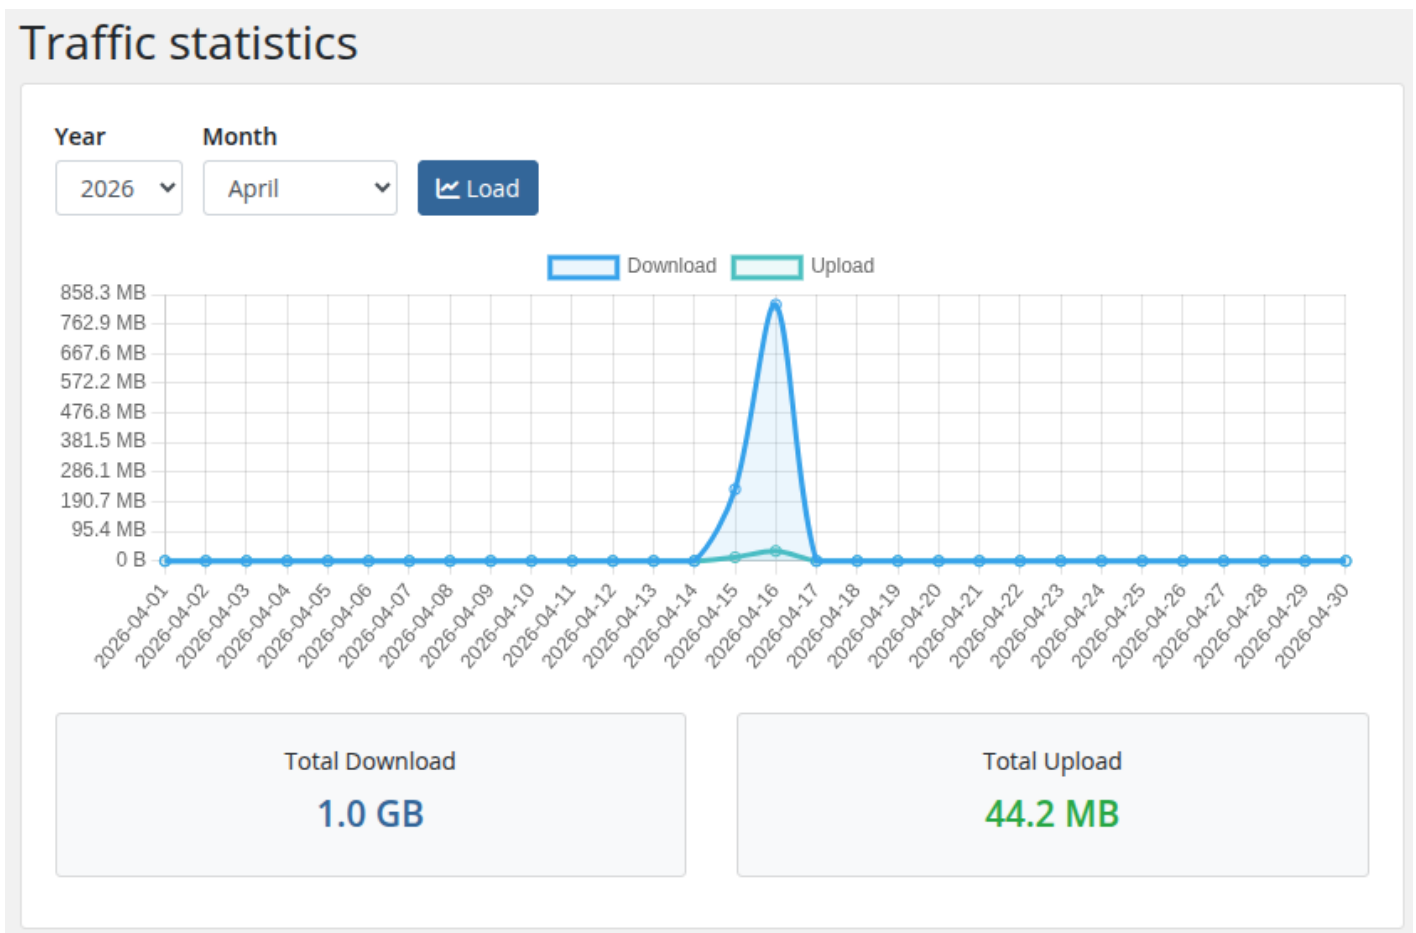 Traffic statistics
Year Month
2026 April Load
Download Upload
858.3 MB
762.9 MB
667.6 MB
572.2 MB
476.8 MB
381.5 MB
286.1 MB
190.7 MB
95.4 MB
0 B
2026-04-01
2026-04-02
2026-04-03
2026-04-04
2026-04-05
2026-04-06
2026-04-07
2026-04-08
2026-04-09
2026-04-10
2026-04-11
2026-04-12
2026-04-13
2026-04-14
2026-04-15
2026-04-16
2026-04-17
2026-04-18
2026-04-19
2026-04-20
2026-04-21
2026-04-22
2026-04-23
2026-04-24
2026-04-25
2026-04-26
2026-04-27
2026-04-28
2026-04-29
2026-04-30
Total Download
1.0 GB
Total Upload
44.2 MB